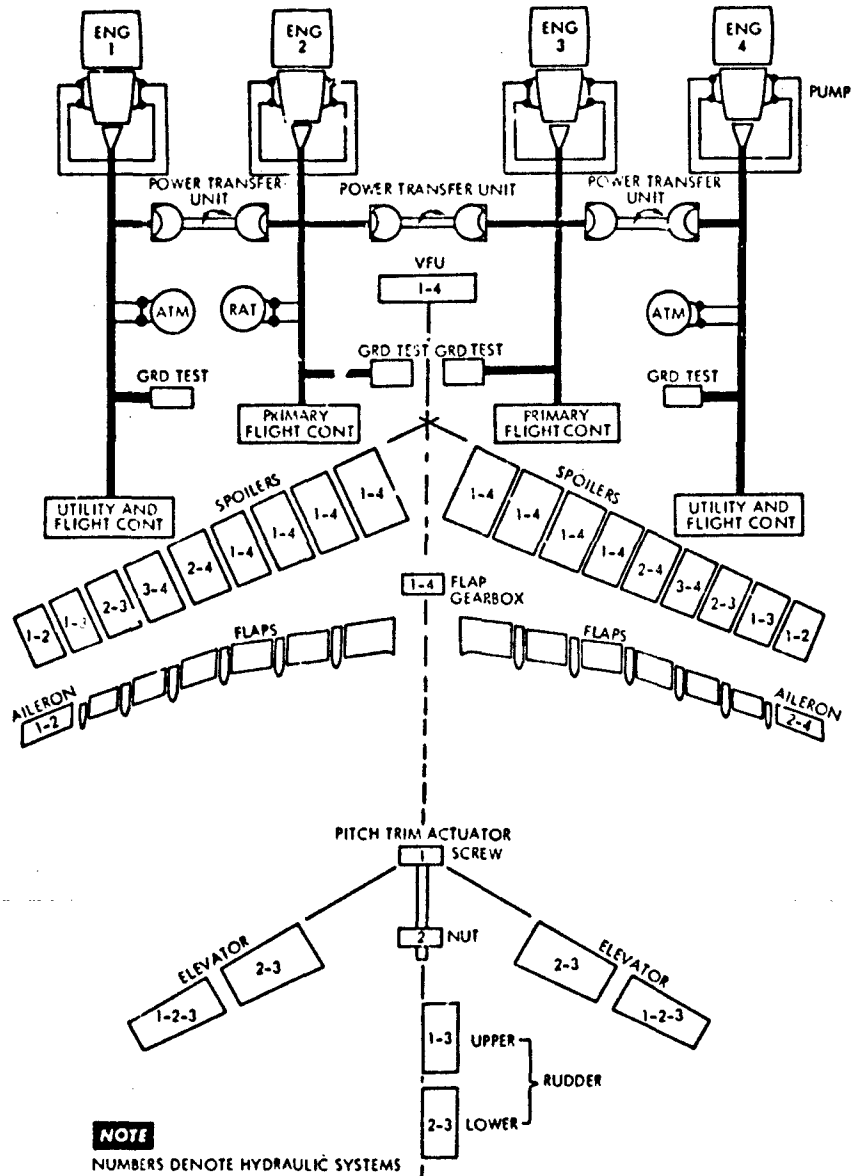 ENG
1
ENG
2
ENG
3
ENG
4
PUMP
POWER TRANSFER
UNIT
POWER TRANSFER UNIT
POWER TRANSFER
UNIT
VFU
1-4
ATM
RAT
ATM
GRD TEST
GRD TEST
GRD TEST
GRD TEST
PRIMARY
FLIGHT CONT
PRIMARY
FLIGHT CONT
UTILITY AND
FLIGHT CONT
UTILITY AND
FLIGHT CONT
SPOILERS
1-2
2-3
3-4
2-4
1-4
1-4
1-4
1-4
SPOILERS
1-4
1-4
1-4
1-4
2-4
3-4
2-3
1-3
1-2
1-4
FLAP
GEARBOX
FLAPS
FLAPS
AILERON
1-2
AILERON
2-4
PITCH TRIM ACTUATOR
1
SCREW
2
NUT
ELEVATOR
1-2-3
2-3
ELEVATOR
2-3
1-2-3
1-3
UPPER
2-3
LOWER
RUDDER
NOTE
NUMBERS DENOTE HYDRAULIC SYSTEMS